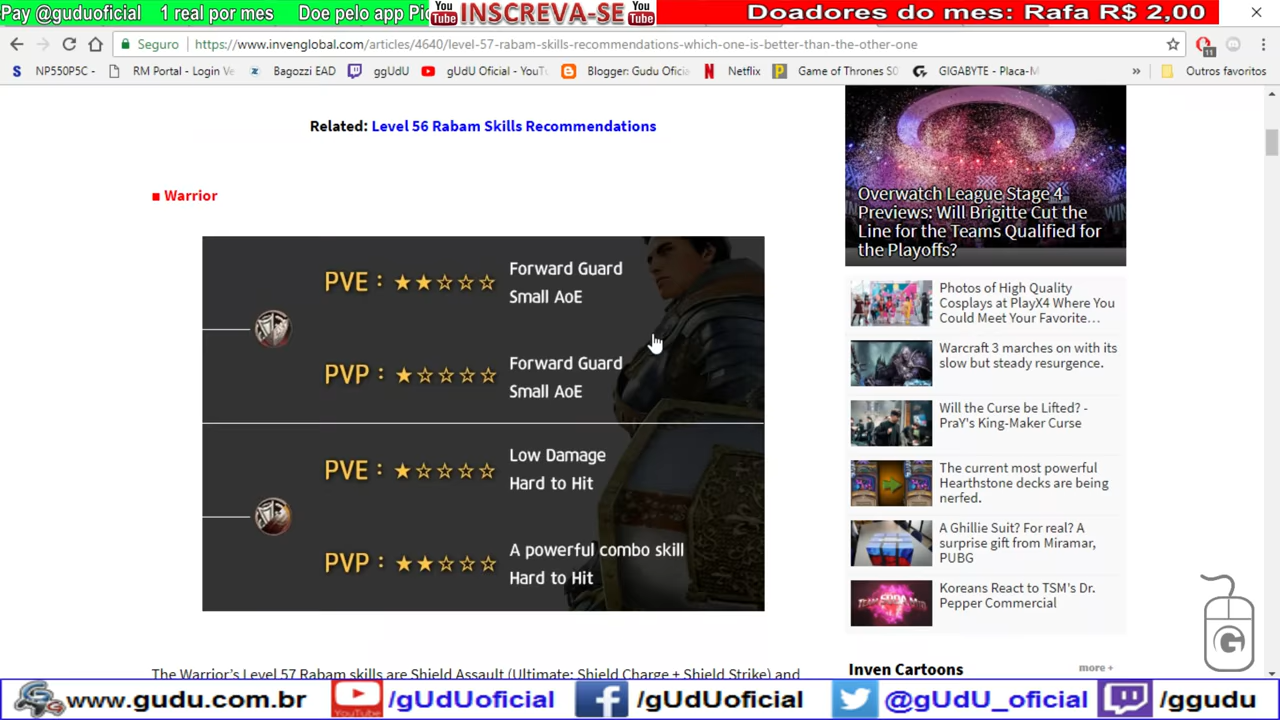 Pay @guduoficial 1 real por mes Doe pelo app Pic
You Tube INSCREVA-SE You Tube
Doadores do mes: Rafa R$ 2,00
Seguro https://www.invenglobal.com/articles/4640/level-57-rabam-skills-recommendations-which-one-is-better-than-the-other-one
11
NP550P5C - RM Portal - Login Ve Bagozzi EAD ggUdU gUdU Oficial - YouTu Blogger: Gudu Oficia Netflix Game of Thrones S0 GIGABYTE - Placa-M » Outros favoritos
Related: Level 56 Rabam Skills Recommendations
■ Warrior
PVE : ★★☆☆☆ Forward Guard
Small AoE
PVP : ★☆☆☆☆ Forward Guard
Small AoE
PVE : ★☆☆☆☆ Low Damage
Hard to Hit
PVP : ★★☆☆☆ A powerful combo skill
Hard to Hit
The Warrior's Level 57 Rabam skills are Shield Assault (Ultimate: Shield Charge + Shield Strike) and
Overwatch League Stage 4
Previews: Will Brigitte Cut the
Line for the Teams Qualified for
the Playoffs?
Photos of High Quality
Cosplays at PlayX4 Where You
Could Meet Your Favorite…
Warcraft 3 marches on with its
slow but steady resurgence.
Will the Curse be Lifted? -
PraY's King-Maker Curse
The current most powerful
Hearthstone decks are being
nerfed.
A Ghillie Suit? For real? A
surprise gift from Miramar,
PUBG
Koreans React to TSM's Dr.
Pepper Commercial
Inven Cartoons more +
www.gudu.com.br YouTube /gUdUoficial /gUdUoficial @gUdU_oficial /ggudu